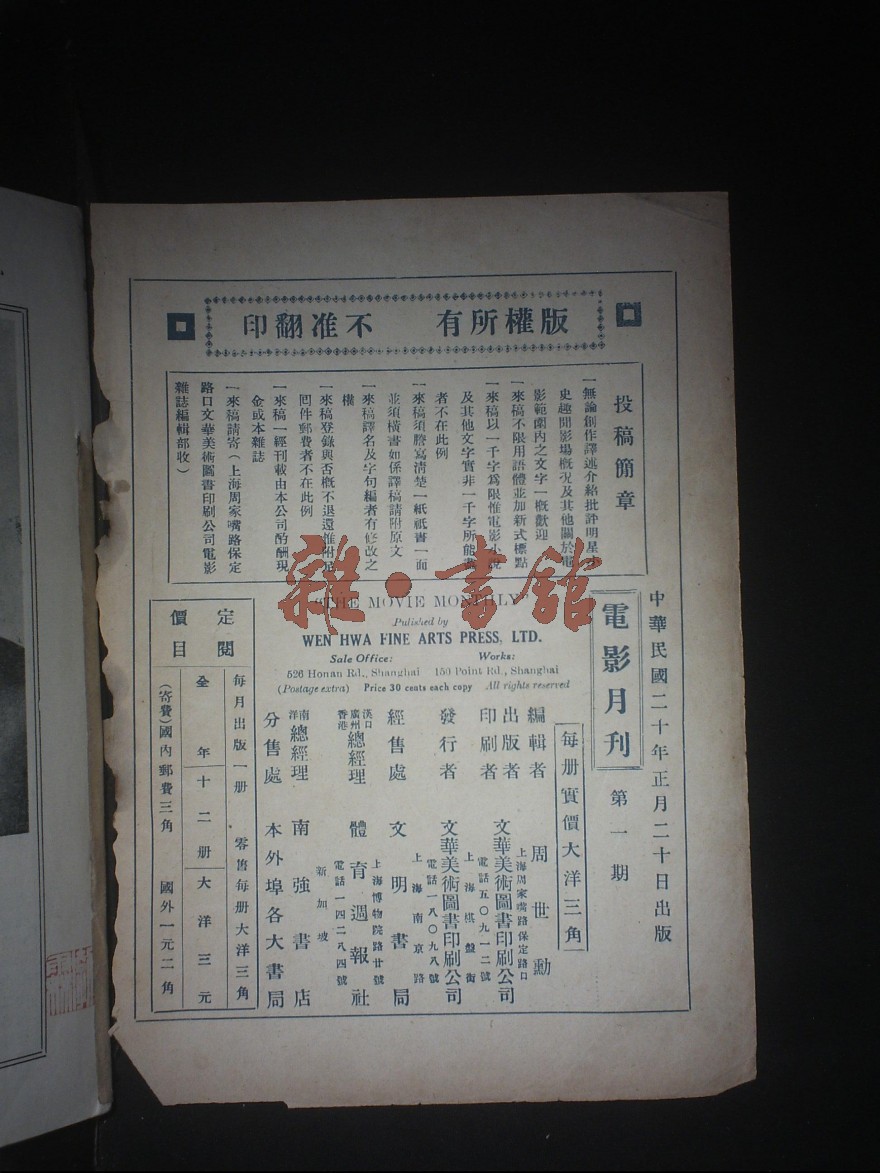 版權所有　不准翻印
投稿簡章
一無論創作譯述介紹批評明星小
史趣聞影場概况及其他關於電
影範圍内之文字一概歡迎
一來稿不限用語體並加新式標點
一來稿以一千字爲限惟電影小說
及其他文字實非一千字所能盡
者不在此例
一來稿須謄寫清楚一紙祇書一面
並須橫書如係譯稿請附原文
一來稿譯名及字句編者有修改之
權
一來稿登錄與否概不退還惟附足
囘件郵費者不在此例
一來稿一經刊載由本公司酌酬現
金或本雜誌
一來稿請寄（上海周家嘴路保定
路口文華美術圖書印刷公司電影
雜誌編輯部收）
中華民國二十年正月二十日出版
電影月刊　第一期
每册實價大洋三角
編輯者　周世勳
上海周家嘴路保定路口
出版者
印刷者　文華美術圖書印刷公司
電話五〇九一二號
上海棋盤街
發行者　文華美術圖書印刷公司
電話一八〇九八號
上海南京路
經售處　文明書局
上海博物院路廿號
漢口
廣州
香港
總經理　體育週報社
電話一四二八四號
新加坡
南洋總經理　南强書店
分售處　本外埠各大書局
"THE MOVIE MONTHLY"
Pulished by
WEN HWA FINE ARTS PRESS, LTD.
Sale Office: Works:
526 Honan Rd., Shanghai 150 Point Rd., Shanghai
(Postage extra) Price 30 cents each copy All rights reserved
定閱
價目
每月出版一册　零售每册大洋三角
全年十二册大洋三元
（寄費）國内郵費三角　國外一元二角
雜·書館